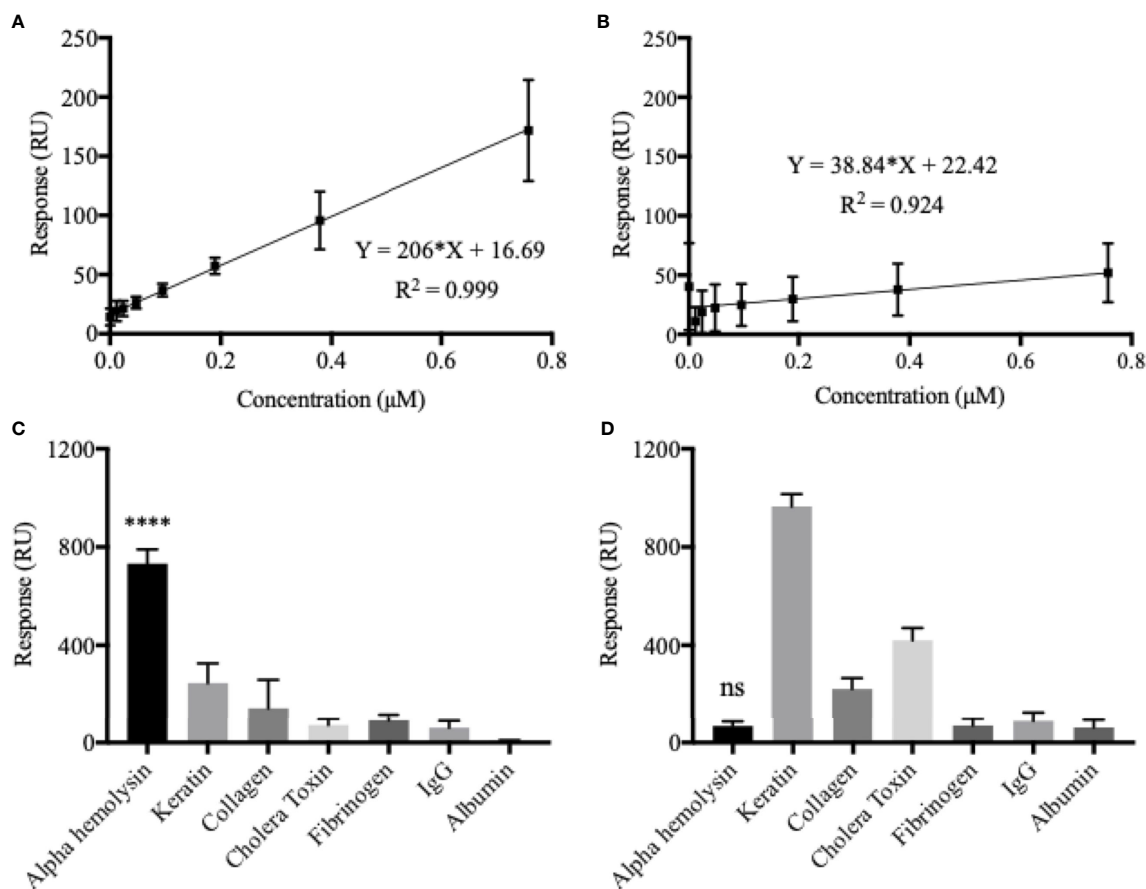 A
250
200
150
100
50
0
Response (RU)
Y = 206*X + 16.69
R² = 0.999
0.0 0.2 0.4 0.6 0.8
Concentration (µM)
B
250
200
150
100
50
0
Response (RU)
Y = 38.84*X + 22.42
R² = 0.924
0.0 0.2 0.4 0.6 0.8
Concentration (µM)
C
1200
800
400
0
Response (RU)
****
Alpha hemolysin
Keratin
Collagen
Cholera Toxin
Fibrinogen
IgG
Albumin
D
1200
800
400
0
Response (RU)
ns
Alpha hemolysin
Keratin
Collagen
Cholera Toxin
Fibrinogen
IgG
Albumin